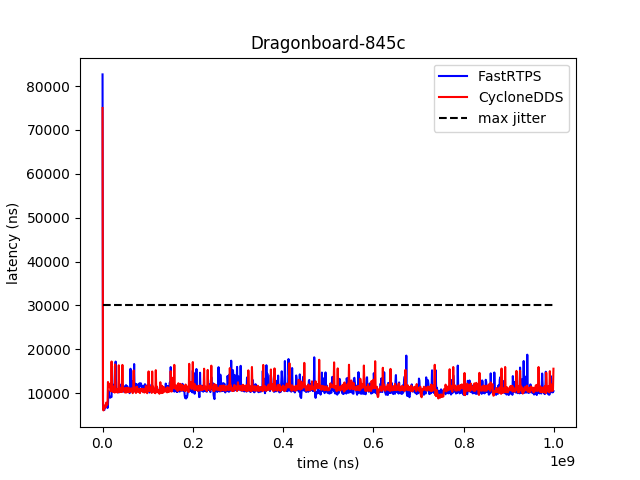 Dragonboard-845c
FastRTPS
CycloneDDS
max jitter
latency (ns)
80000
70000
60000
50000
40000
30000
20000
10000
0.0
0.2
0.4
0.6
0.8
1.0
1e9
time (ns)